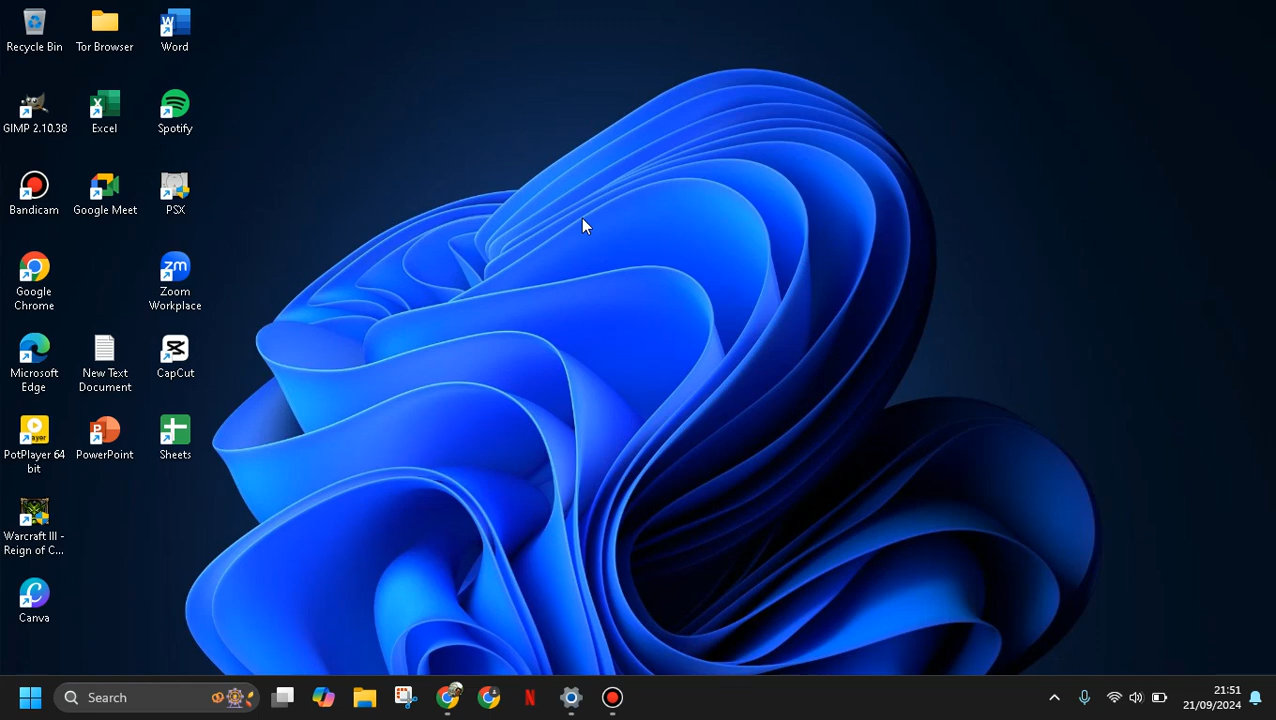 Recycle Bin
Tor Browser
Word
GIMP 2.10.38
Excel
Spotify
Bandicam
Google Meet
PSX
Google
Chrome
Zoom
Workplace
Microsoft
Edge
New Text
Document
CapCut
PotPlayer 64
bit
PowerPoint
Sheets
Warcraft III -
Reign of C...
Canva
Search
21:51
21/09/2024